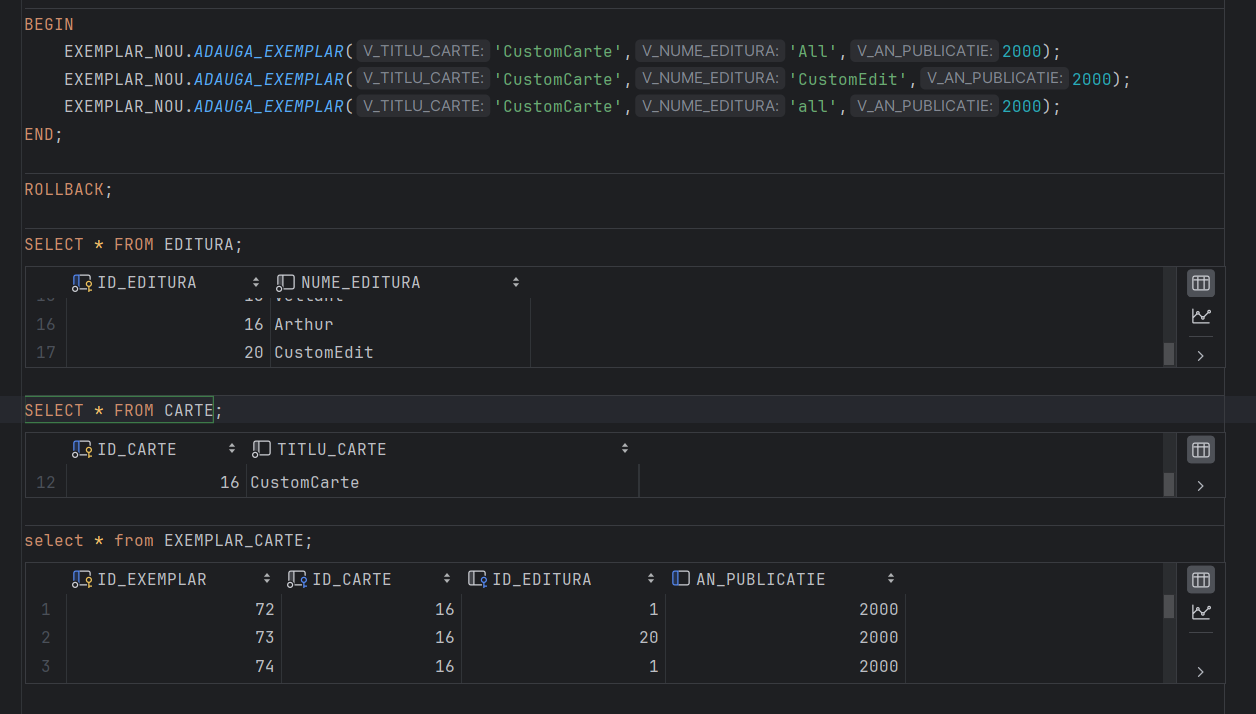 BEGIN
EXEMPLAR_NOU.ADAUGA_EXEMPLAR( V_TITLU_CARTE: 'CustomCarte', V_NUME_EDITURA: 'All', V_AN_PUBLICATIE: 2000);
EXEMPLAR_NOU.ADAUGA_EXEMPLAR( V_TITLU_CARTE: 'CustomCarte', V_NUME_EDITURA: 'CustomEdit', V_AN_PUBLICATIE: 2000);
EXEMPLAR_NOU.ADAUGA_EXEMPLAR( V_TITLU_CARTE: 'CustomCarte', V_NUME_EDITURA: 'all', V_AN_PUBLICATIE: 2000);
END;
ROLLBACK;
SELECT * FROM EDITURA;
ID_EDITURA NUME_EDITURA
16 16 Arthur
17 20 CustomEdit
SELECT * FROM CARTE;
ID_CARTE TITLU_CARTE
12 16 CustomCarte
select * from EXEMPLAR_CARTE;
ID_EXEMPLAR ID_CARTE ID_EDITURA AN_PUBLICATIE
1 72 16 1 2000
2 73 16 20 2000
3 74 16 1 2000